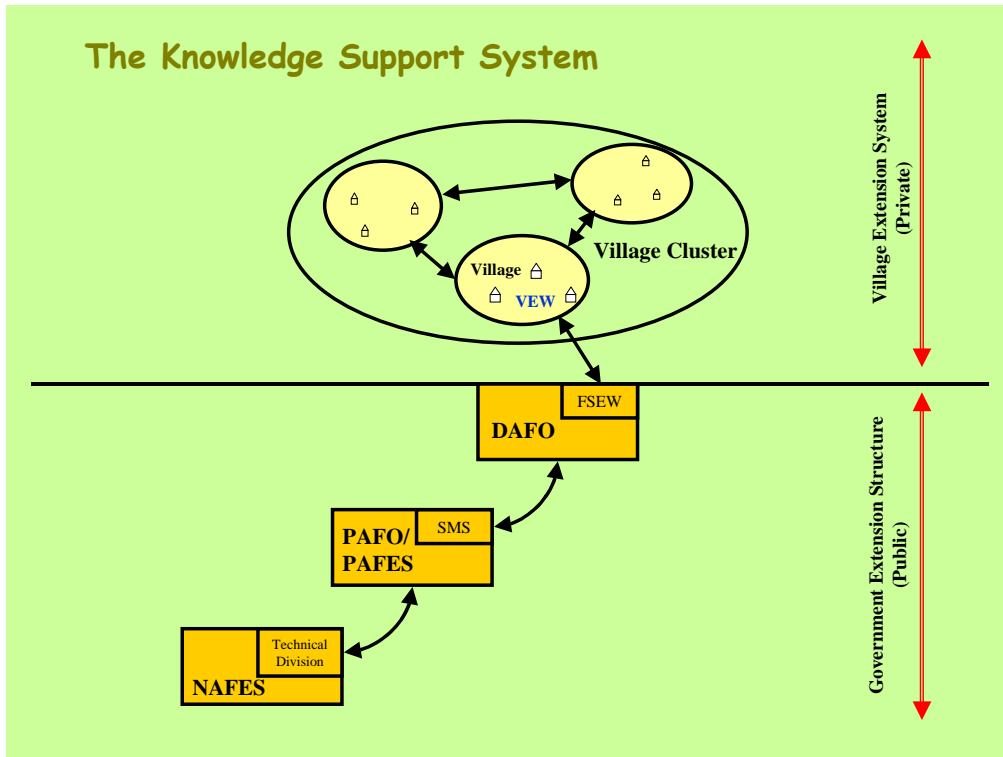 The Knowledge Support System
Village Extension System
(Private)
Village Cluster
Village
VEW
FSEW
DAFO
SMS
PAFO/
PAFES
Technical
Division
NAFES
Government Extension Structure
(Public)